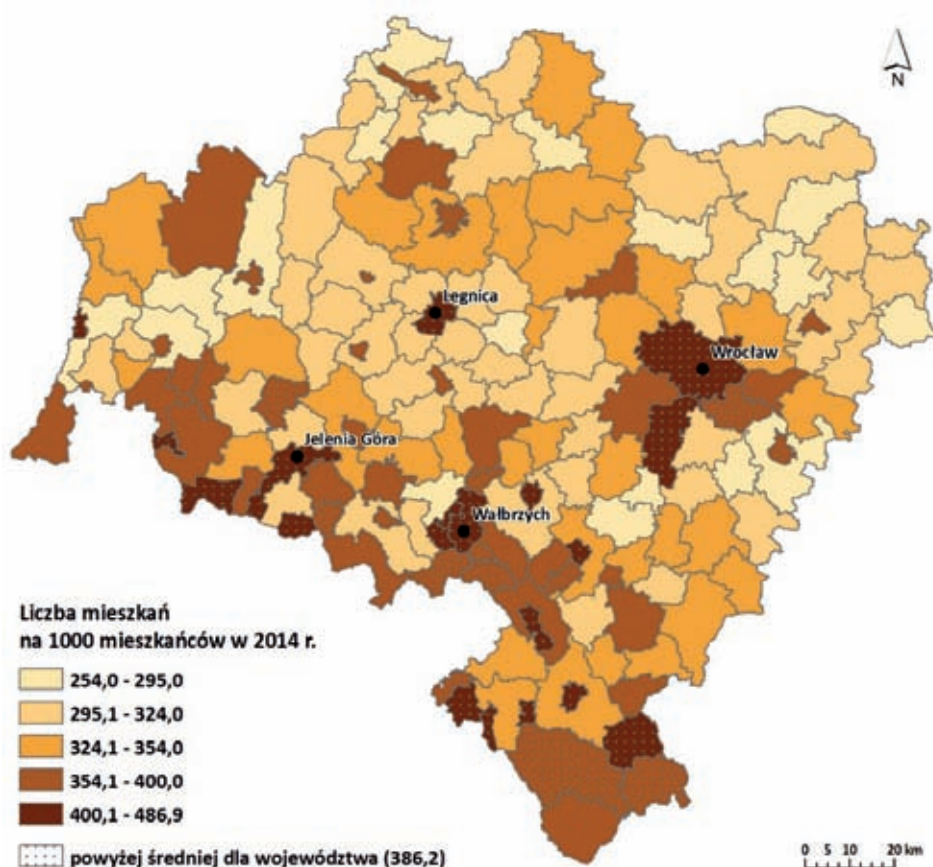 N
Legnica
Wrocław
Jelenia Góra
Wałbrzych
Liczba mieszkań
na 1000 mieszkańców w 2014 r.
254,0 - 295,0
295,1 - 324,0
324,1 - 354,0
354,1 - 400,0
400,1 - 486,9
powyżej średniej dla województwa (386,2)
0 5 10 20 km